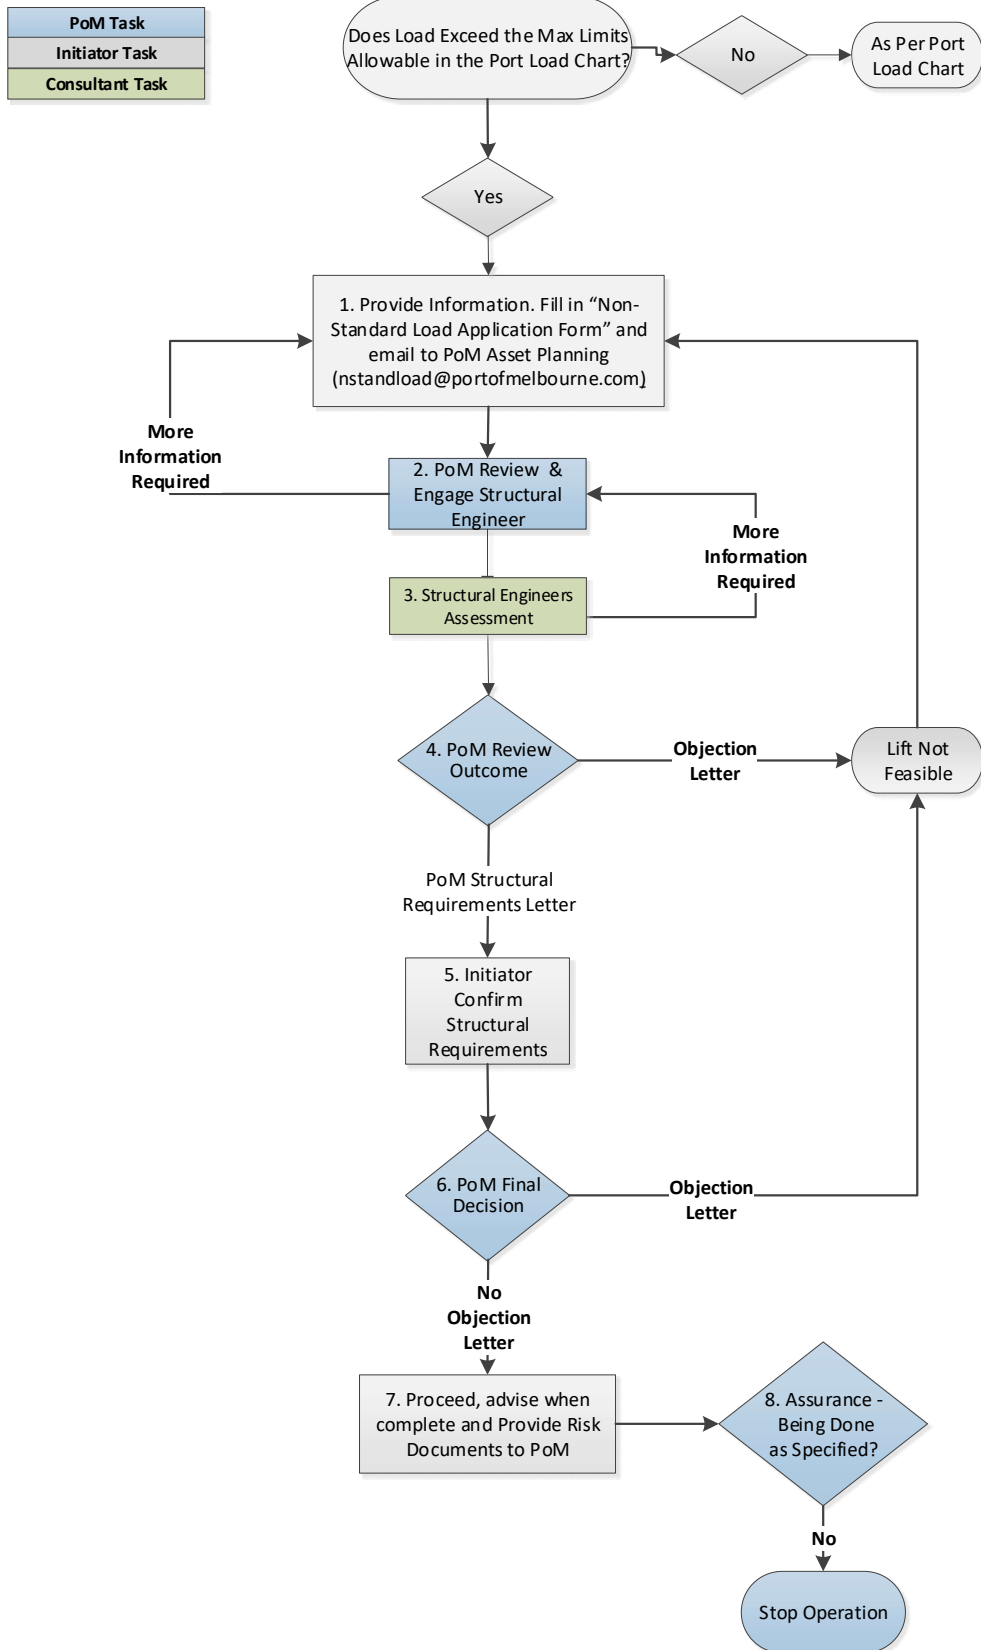 PoM Task
Initiator Task
Consultant Task
Does Load Exceed the Max Limits
Allowable in the Port Load Chart?
No
As Per Port
Load Chart
Yes
1. Provide Information. Fill in “Non-
Standard Load Application Form” and
email to PoM Asset Planning
(nstandload@portofmelbourne.com)
More
Information
Required
2. PoM Review &
Engage Structural
Engineer
More
Information
Required
3. Structural Engineers
Assessment
4. PoM Review
Outcome
Objection
Letter
Lift Not
Feasible
PoM Structural
Requirements Letter
5. Initiator
Confirm
Structural
Requirements
6. PoM Final
Decision
Objection
Letter
No
Objection
Letter
7. Proceed, advise when
complete and Provide Risk
Documents to PoM
8. Assurance -
Being Done
as Specified?
No
Stop Operation